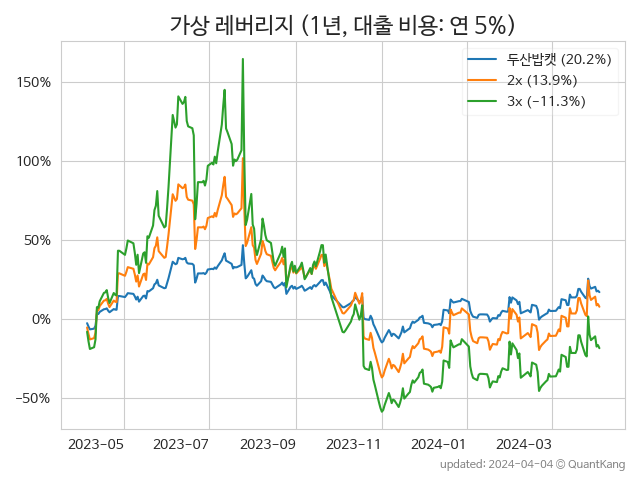 가상 레버리지 (1년, 대출 비용: 연 5%)
두산밥캣 (20.2%)
2x (13.9%)
3x (−11.3%)
150%
100%
50%
0%
−50%
2023-05 2023-07 2023-09 2023-11 2024-01 2024-03
updated: 2024-04-04 @ QuantKang